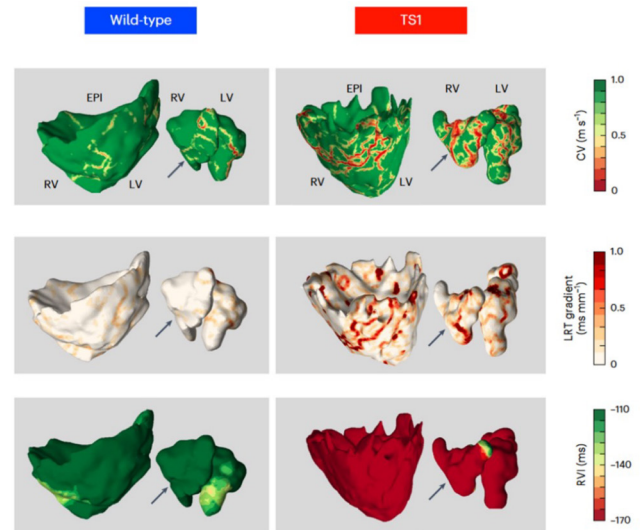 Wild-type
TS1
EPI RV LV
RV LV
EPI RV LV
RV LV
1.0
0.5
0
CV (m s⁻¹)
1.0
0.5
0
LRT gradient
(ms mm⁻¹)
–110
–140
–170
RVI (ms)